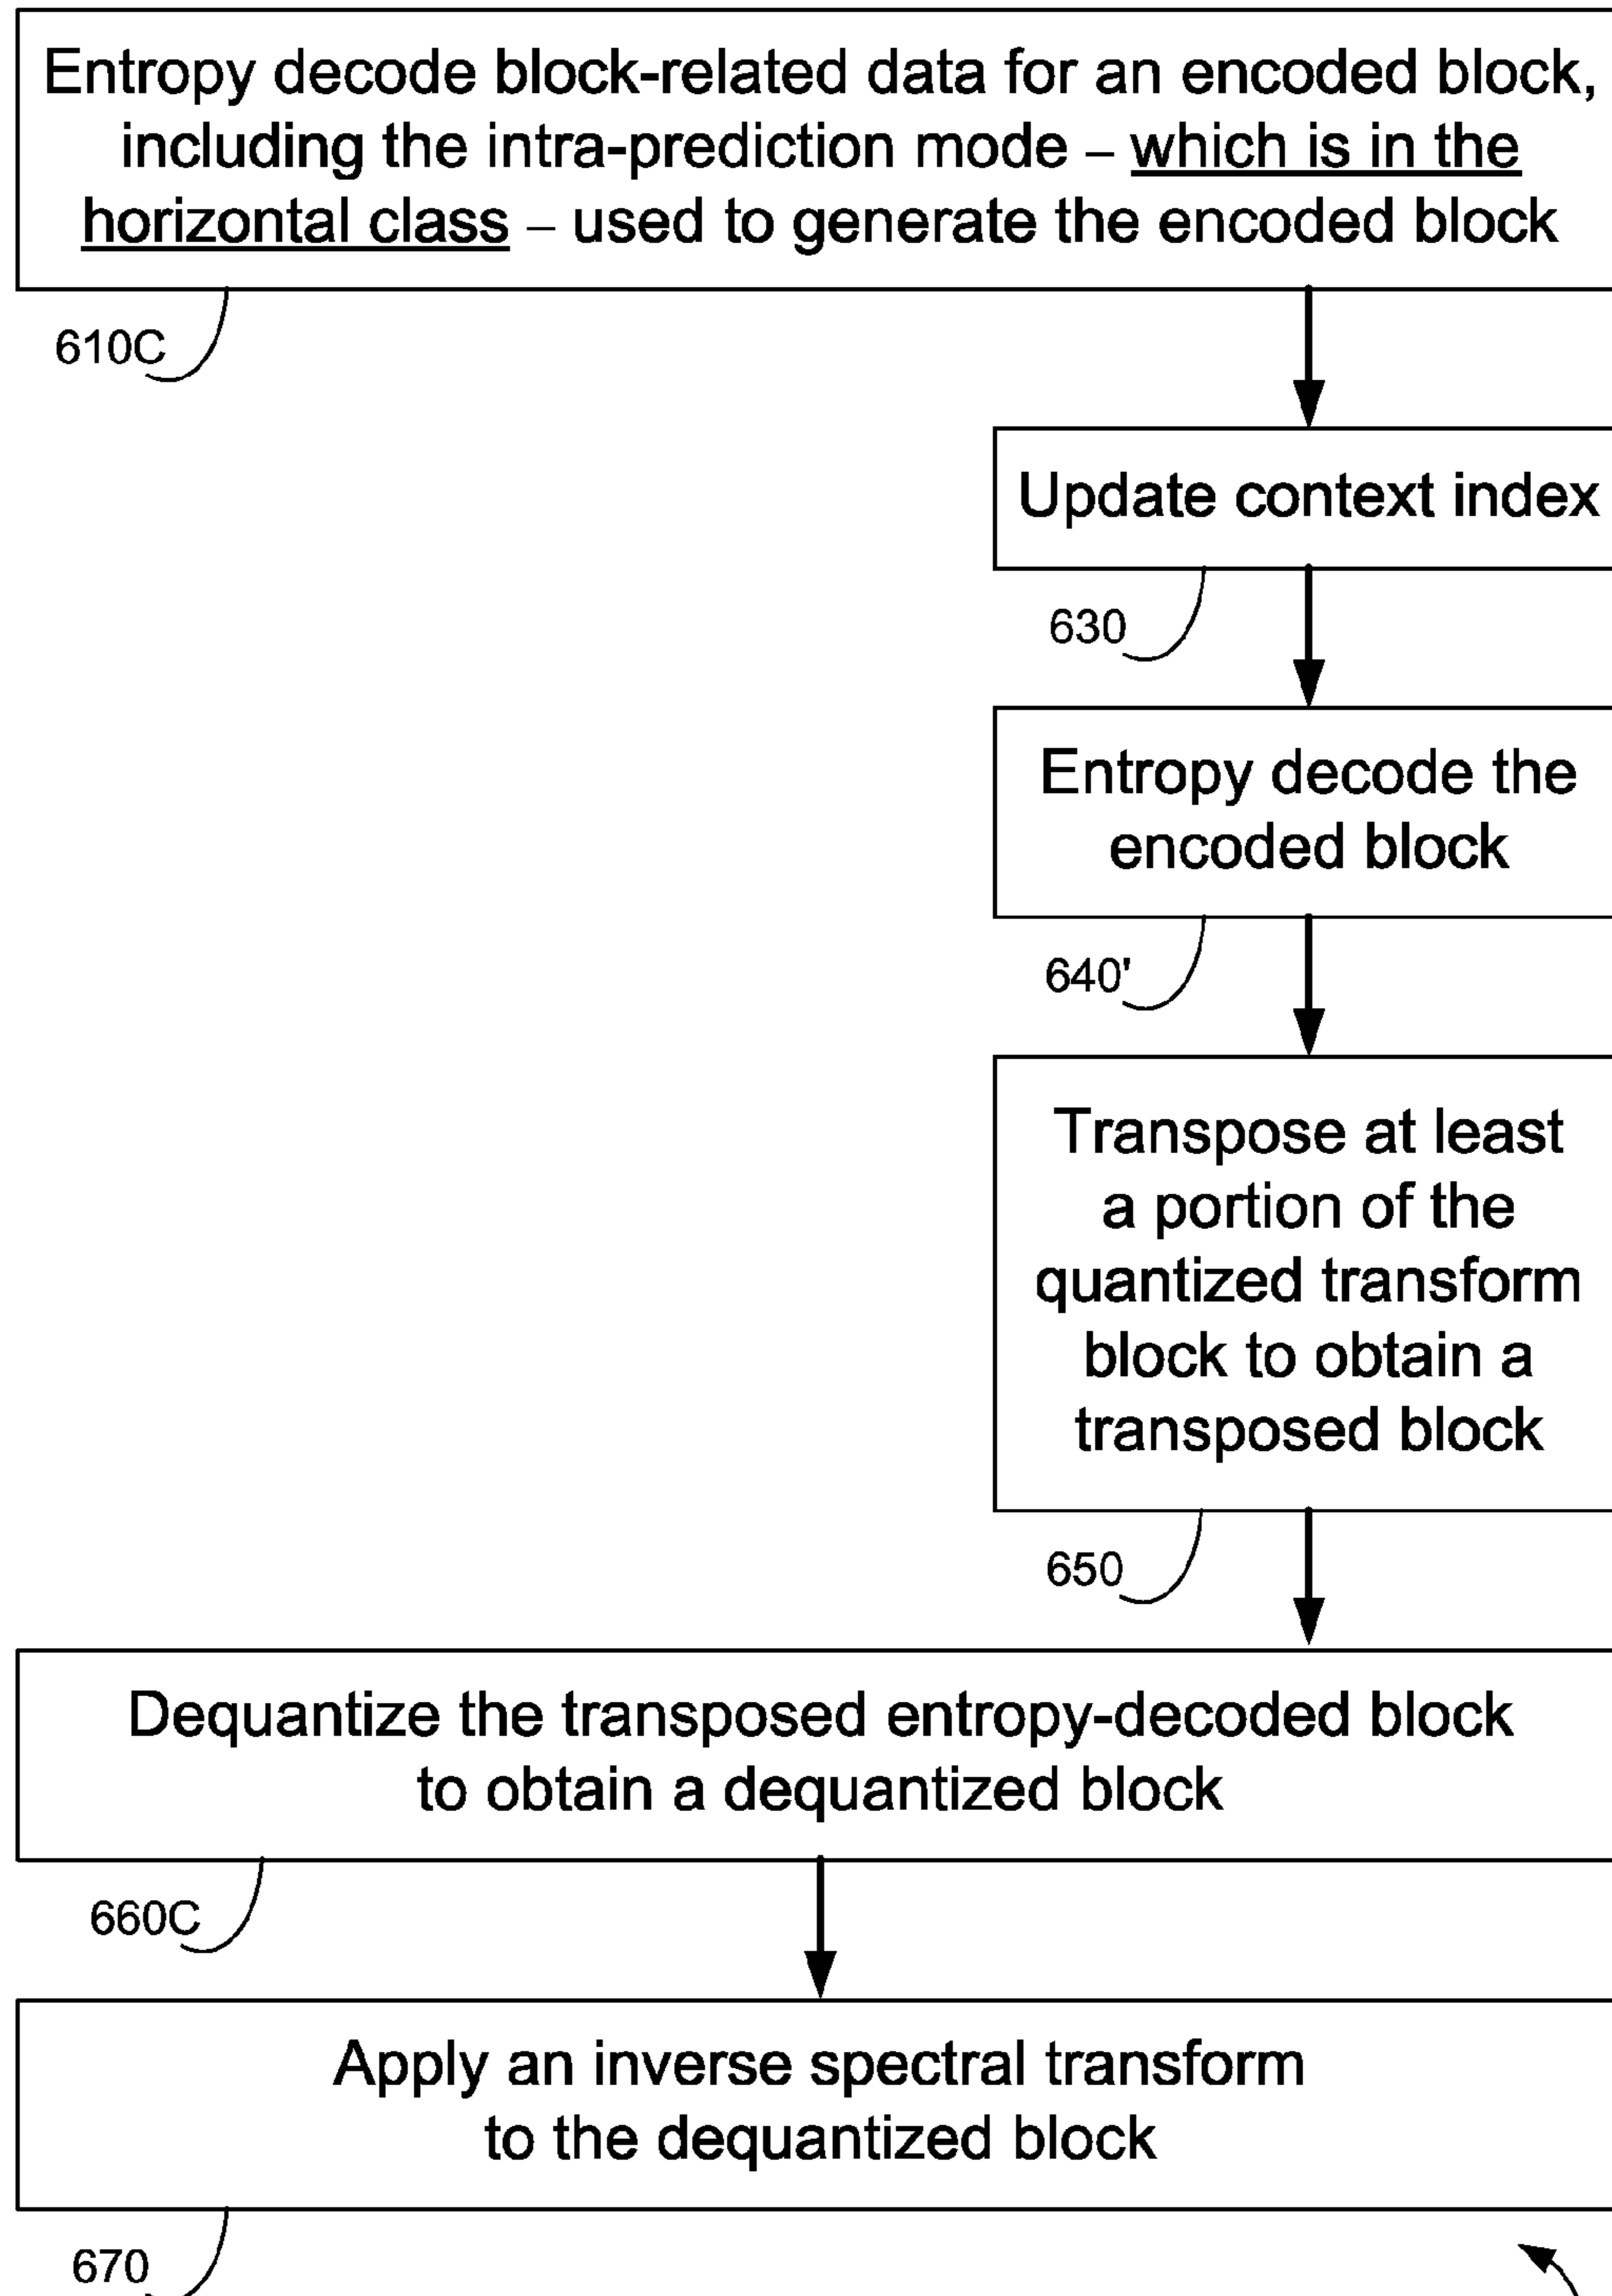 Entropy decode block-related data for an encoded block,
including the intra-prediction mode – which is in the
horizontal class – used to generate the encoded block
610C
Update context index
630
Entropy decode the
encoded block
640'
Transpose at least
a portion of the
quantized transform
block to obtain a
transposed block
650
Dequantize the transposed entropy-decoded block
to obtain a dequantized block
660C
Apply an inverse spectral transform
to the dequantized block
670